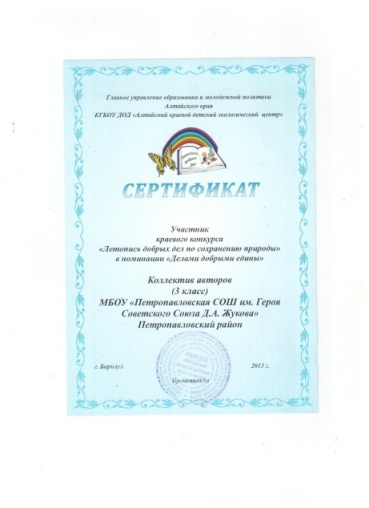 Главное управление образования и молодежной политики
Алтайского края
КГБОУ ДОД «Алтайский краевой детский экологический центр»
СЕРТИФИКАТ
Участник
краевого конкурса
«Летопись добрых дел по сохранению природы»
в номинации «Делами добрыми едины»
Коллектив авторов
(3 класс)
МБОУ «Петропавловская СОШ им. Героя
Советского Союза Д.А. Жукова»
Петропавловский район
г. Барнаул 2013 г.